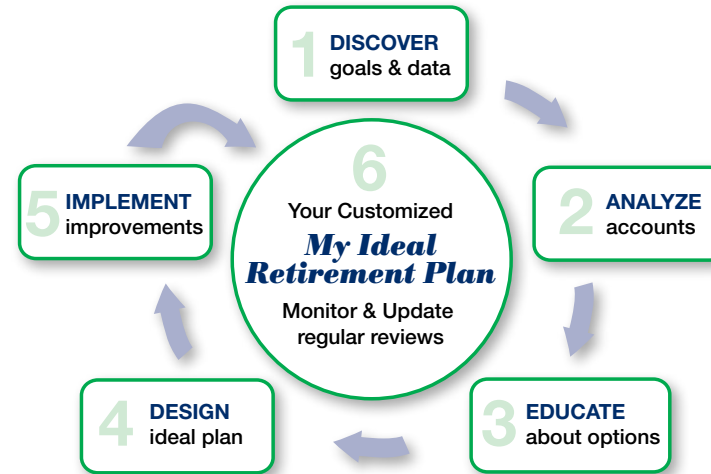 1 DISCOVER
goals & data
2 ANALYZE
accounts
3 EDUCATE
about options
4 DESIGN
ideal plan
5 IMPLEMENT
improvements
6
Your Customized
My Ideal
Retirement Plan
Monitor & Update
regular reviews